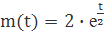 m(t) = 2 · e^(t/2)